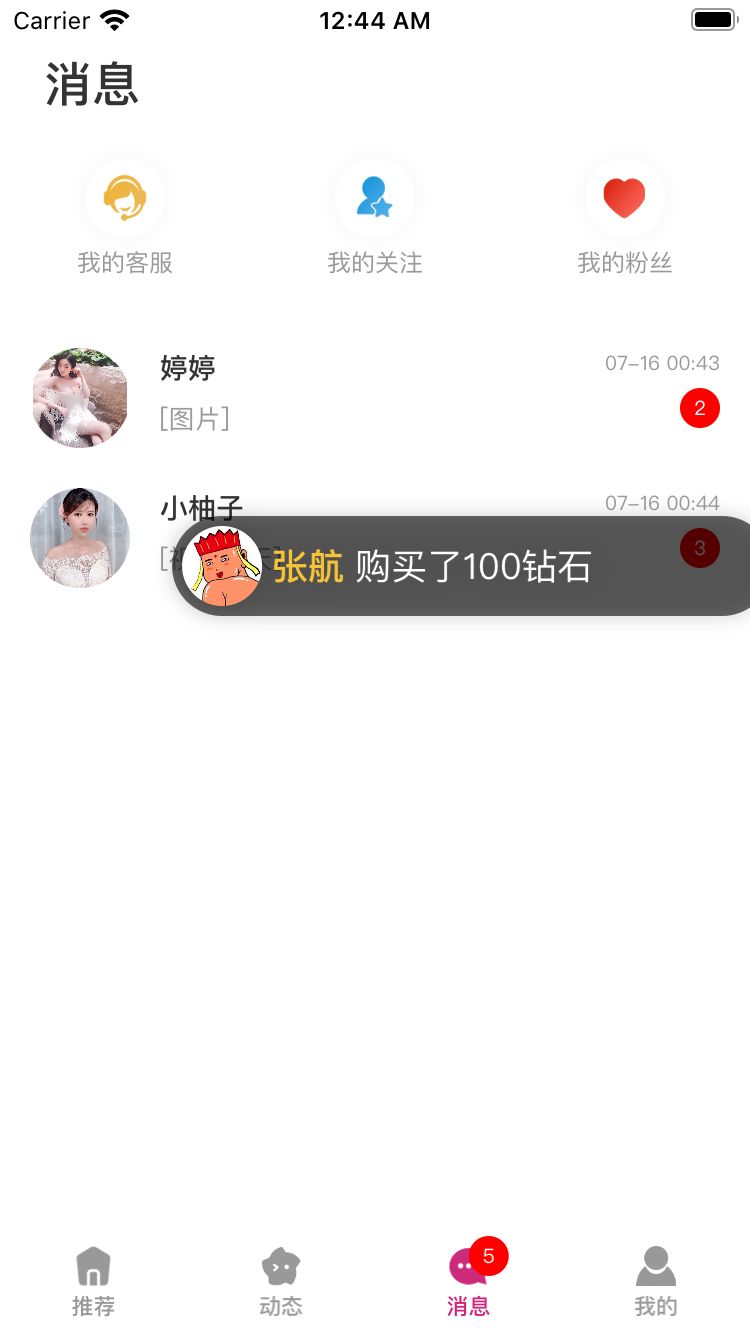 Carrier 12:44 AM
消息
我的客服 我的关注 我的粉丝
婷婷 07-16 00:43
[图片] 2
小柚子 07-16 00:44
张航 购买了100钻石 3
5
推荐 动态 消息 我的